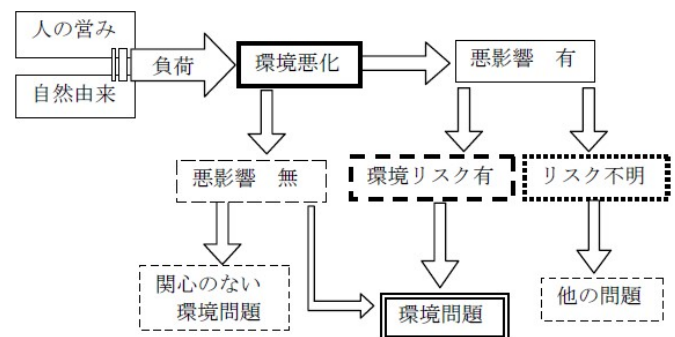 人の営み
負荷
環境悪化
悪影響　有
自然由来
悪影響　無
環境リスク有
リスク不明
関心のない
環境問題
環境問題
他の問題